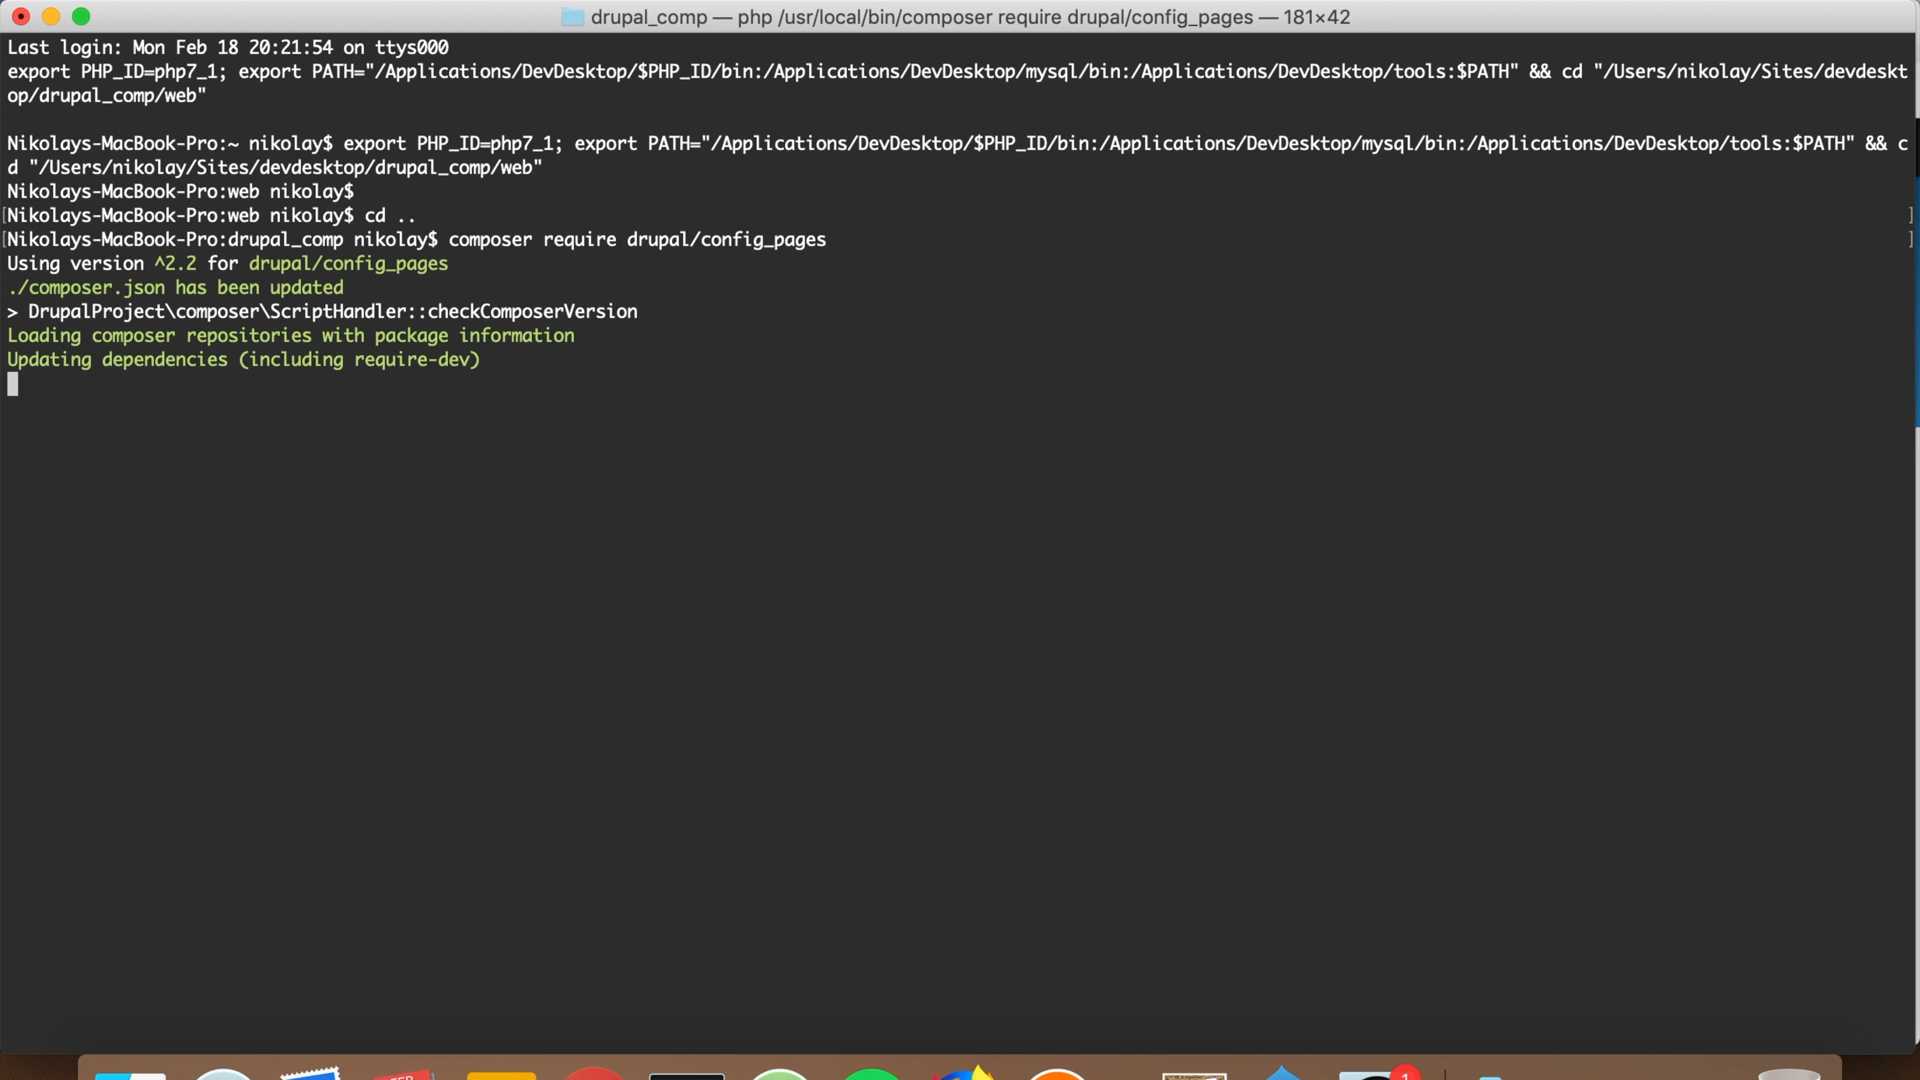 drupal_comp — php /usr/local/bin/composer require drupal/config_pages — 181×42
Last login: Mon Feb 18 20:21:54 on ttys000
export PHP_ID=php7_1; export PATH="/Applications/DevDesktop/$PHP_ID/bin:/Applications/DevDesktop/mysql/bin:/Applications/DevDesktop/tools:$PATH" && cd "/Users/nikolay/Sites/devdeskt
op/drupal_comp/web"
Nikolays-MacBook-Pro:~ nikolay$ export PHP_ID=php7_1; export PATH="/Applications/DevDesktop/$PHP_ID/bin:/Applications/DevDesktop/mysql/bin:/Applications/DevDesktop/tools:$PATH" && c
d "/Users/nikolay/Sites/devdesktop/drupal_comp/web"
Nikolays-MacBook-Pro:web nikolay$
[Nikolays-MacBook-Pro:web nikolay$ cd .. ]
[Nikolays-MacBook-Pro:drupal_comp nikolay$ composer require drupal/config_pages ]
Using version ^2.2 for drupal/config_pages
./composer.json has been updated
> DrupalProject\composer\ScriptHandler::checkComposerVersion
Loading composer repositories with package information
Updating dependencies (including require-dev)
1